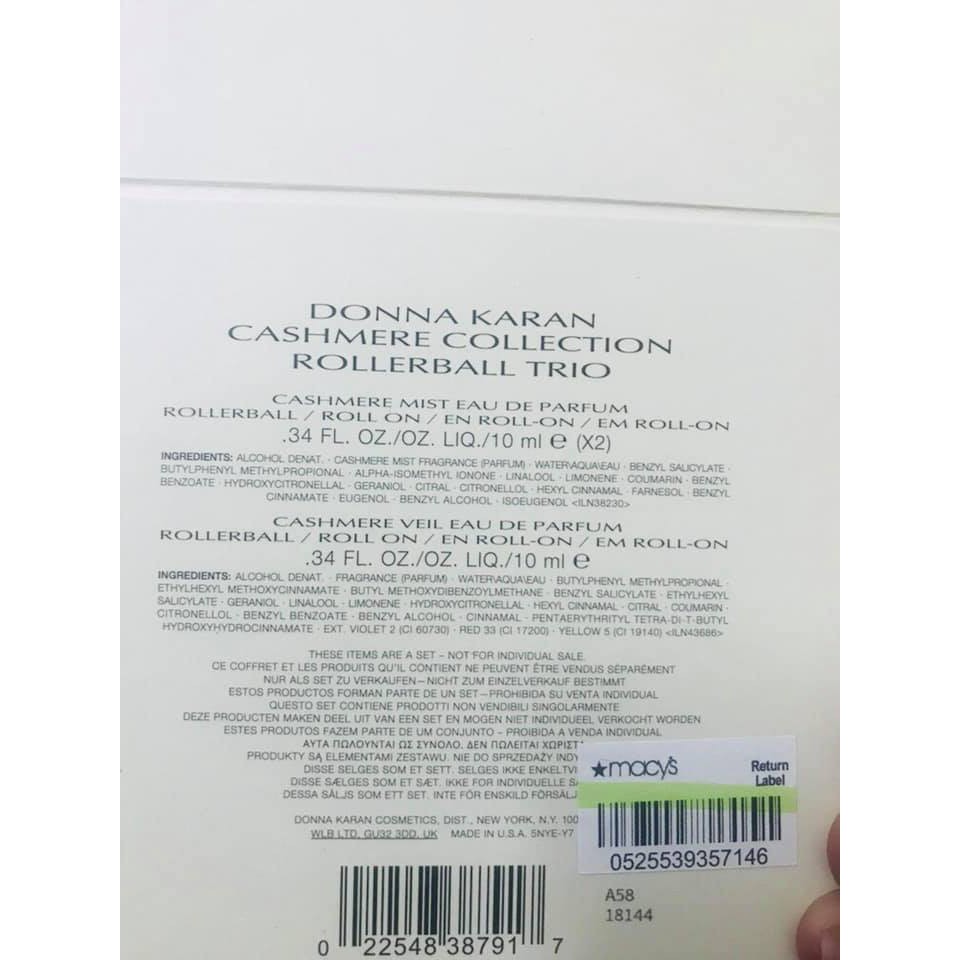 DONNA KARAN
CASHMERE COLLECTION
ROLLERBALL TRIO
CASHMERE MIST EAU DE PARFUM
ROLLERBALL / ROLL ON / EN ROLL-ON / EM ROLL-ON
.34 FL. OZ./OZ. LIQ./10 ml ℮ (X2)
INGREDIENTS: ALCOHOL DENAT. · CASHMERE MIST FRAGRANCE (PARFUM) · WATER\AQUA\EAU · BENZYL SALICYLATE ·
BUTYLPHENYL METHYLPROPIONAL · ALPHA-ISOMETHYL IONONE · LINALOOL · LIMONENE · COUMARIN · BENZYL
BENZOATE · HYDROXYCITRONELLAL · GERANIOL · CITRAL · CITRONELLOL · HEXYL CINNAMAL · FARNESOL · BENZYL
CINNAMATE · EUGENOL · BENZYL ALCOHOL · ISOEUGENOL <ILN38230>
CASHMERE VEIL EAU DE PARFUM
ROLLERBALL / ROLL ON / EN ROLL-ON / EM ROLL-ON
.34 FL. OZ./OZ. LIQ./10 ml ℮
INGREDIENTS: ALCOHOL DENAT. · FRAGRANCE (PARFUM) · WATER\AQUA\EAU · BUTYLPHENYL METHYLPROPIONAL ·
ETHYLHEXYL METHOXYCINNAMATE · BUTYL METHOXYDIBENZOYLMETHANE · BENZYL SALICYLATE · ETHYLHEXYL
SALICYLATE · GERANIOL · LINALOOL · LIMONENE · HYDROXYCITRONELLAL · HEXYL CINNAMAL · CITRAL · COUMARIN ·
CITRONELLOL · BENZYL BENZOATE · BENZYL ALCOHOL · CINNAMAL · PENTAERYTHRITYL TETRA-DI-T-BUTYL
HYDROXYHYDROCINNAMATE · EXT. VIOLET 2 (CI 60730) · RED 33 (CI 17200) · YELLOW 5 (CI 19140) <ILN43686>
THESE ITEMS ARE A SET – NOT FOR INDIVIDUAL SALE.
CE COFFRET ET LES PRODUITS QU'IL CONTIENT NE PEUVENT ÊTRE VENDUS SÉPARÉMENT
NUR ALS SET ZU VERKAUFEN – NICHT ZUM EINZELVERKAUF BESTIMMT
ESTOS PRODUCTOS FORMAN PARTE DE UN SET – PROHIBIDA SU VENTA INDIVIDUAL
QUESTO SET CONTIENE PRODOTTI NON VENDIBILI SINGOLARMENTE
DEZE PRODUCTEN MAKEN DEEL UIT VAN EEN SET EN MOGEN NIET INDIVIDUEEL VERKOCHT WORDEN
ESTES PRODUTOS FAZEM PARTE DE UM CONJUNTO – PROIBIDA A VENDA INDIVIDUAL
ΑΥΤΑ ΠΩΛΟΥΝΤΑΙ ΩΣ ΣΥΝΟΛΟ. ΔΕΝ ΠΩΛΕΙΤΑΙ ΧΩΡΙΣΤ
PRODUKTY SĄ ELEMENTAMI ZESTAWU. NIE DO SPRZEDAŻY INDY
DISSE SELGES SOM ET SETT. SELGES IKKE ENKELTVI
DISSE SÆLGES SOM ET SÆT. IKKE FOR INDIVIDUELLE SA
DESSA SÄLJS SOM ETT SET. INTE FÖR ENSKILD FÖRSÄLJ
DONNA KARAN COSMETICS, DIST., NEW YORK, N.Y. 100
WLB LTD, GU32 3DD, UK MADE IN U.S.A. 5NYE-Y7
★macy's Return
Label
0525539357146
A58
18144
0 22548 38791 7